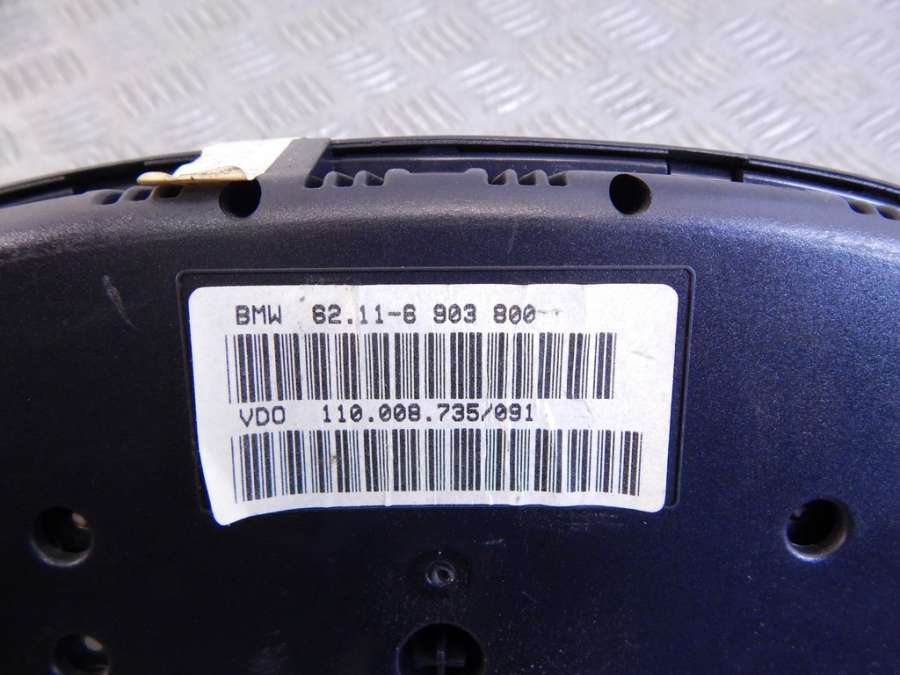 BMW 62.11-6 903 800-
VDO 110.008.735/091